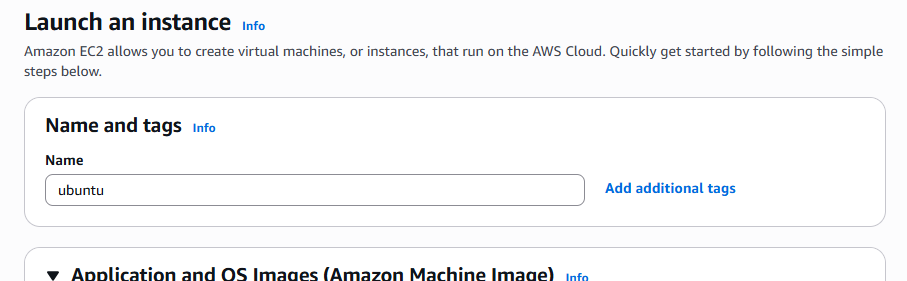 Launch an instance Info
Amazon EC2 allows you to create virtual machines, or instances, that run on the AWS Cloud. Quickly get started by following the simple
steps below.
Name and tags Info
Name
ubuntu
Add additional tags
Application and OS Images (Amazon Machine Image) Info